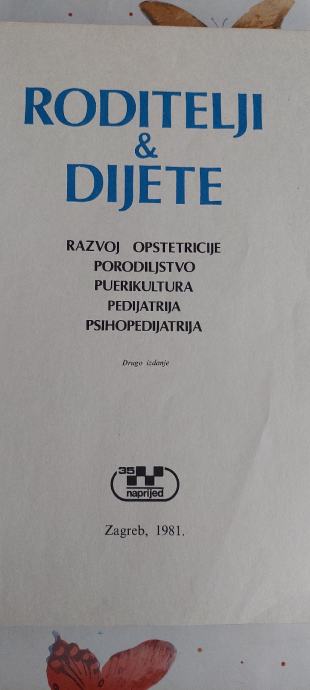 RODITELJI
&
DIJETE
RAZVOJ OPSTETRICIJE
PORODILJSTVO
PUERIKULTURA
PEDIJATRIJA
PSIHOPEDIJATRIJA
Drugo izdanje
35
naprijed
Zagreb, 1981.